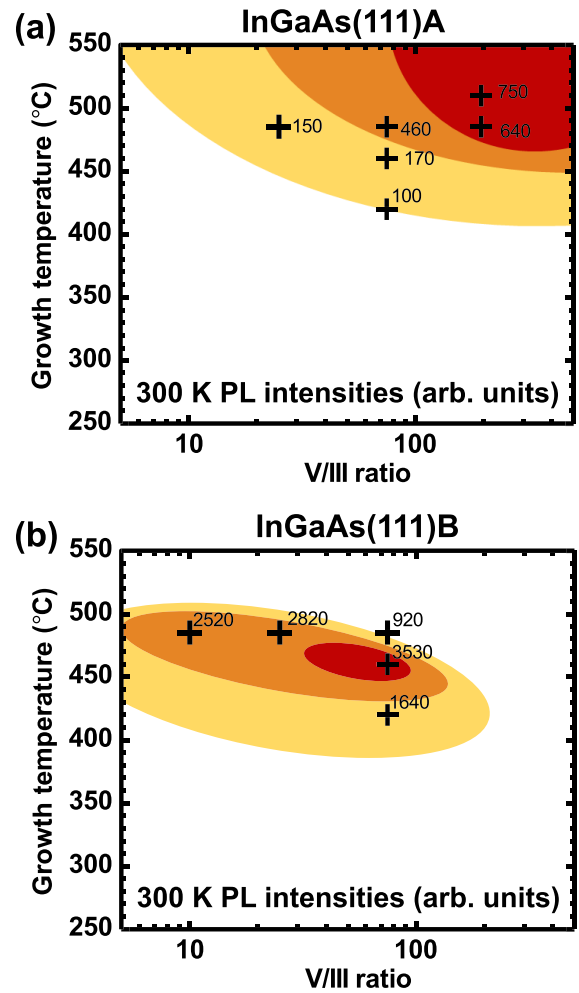 (a) InGaAs(111)A
550
500
450
400
350
300
250
Growth temperature (°C)
750
150 460 640
170
100
300 K PL intensities (arb. units)
10 100
V/III ratio
(b) InGaAs(111)B
550
500
450
400
350
300
250
Growth temperature (°C)
2520 2820 920
3530
1640
300 K PL intensities (arb. units)
10 100
V/III ratio